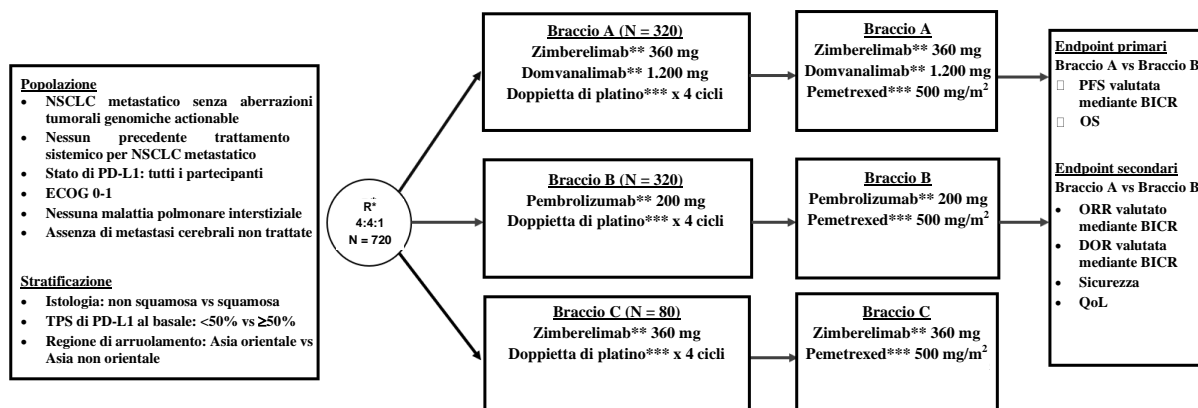 Popolazione
• NSCLC metastatico senza aberrazioni
tumorali genomiche actionable
• Nessun precedente trattamento
sistemico per NSCLC metastatico
• Stato di PD-L1: tutti i partecipanti
• ECOG 0-1
• Nessuna malattia polmonare interstiziale
• Assenza di metastasi cerebrali non trattate
Stratificazione
• Istologia: non squamosa vs squamosa
• TPS di PD-L1 al basale: <50% vs ≥50%
• Regione di arruolamento: Asia orientale vs
Asia non orientale
R*
4:4:1
N = 720
Braccio A (N = 320)
Zimberelimab** 360 mg
Domvanalimab** 1.200 mg
Doppietta di platino*** x 4 cicli
Braccio A
Zimberelimab** 360 mg
Domvanalimab** 1.200 mg
Pemetrexed*** 500 mg/m²
Braccio B (N = 320)
Pembrolizumab** 200 mg
Doppietta di platino*** x 4 cicli
Braccio B
Pembrolizumab** 200 mg
Pemetrexed*** 500 mg/m²
Braccio C (N = 80)
Zimberelimab** 360 mg
Doppietta di platino*** x 4 cicli
Braccio C
Zimberelimab** 360 mg
Pemetrexed*** 500 mg/m²
Endpoint primari
Braccio A vs Braccio B
□ PFS valutata
mediante BICR
□ OS
Endpoint secondari
Braccio A vs Braccio B
• ORR valutato
mediante BICR
• DOR valutata
mediante BICR
• Sicurezza
• QoL